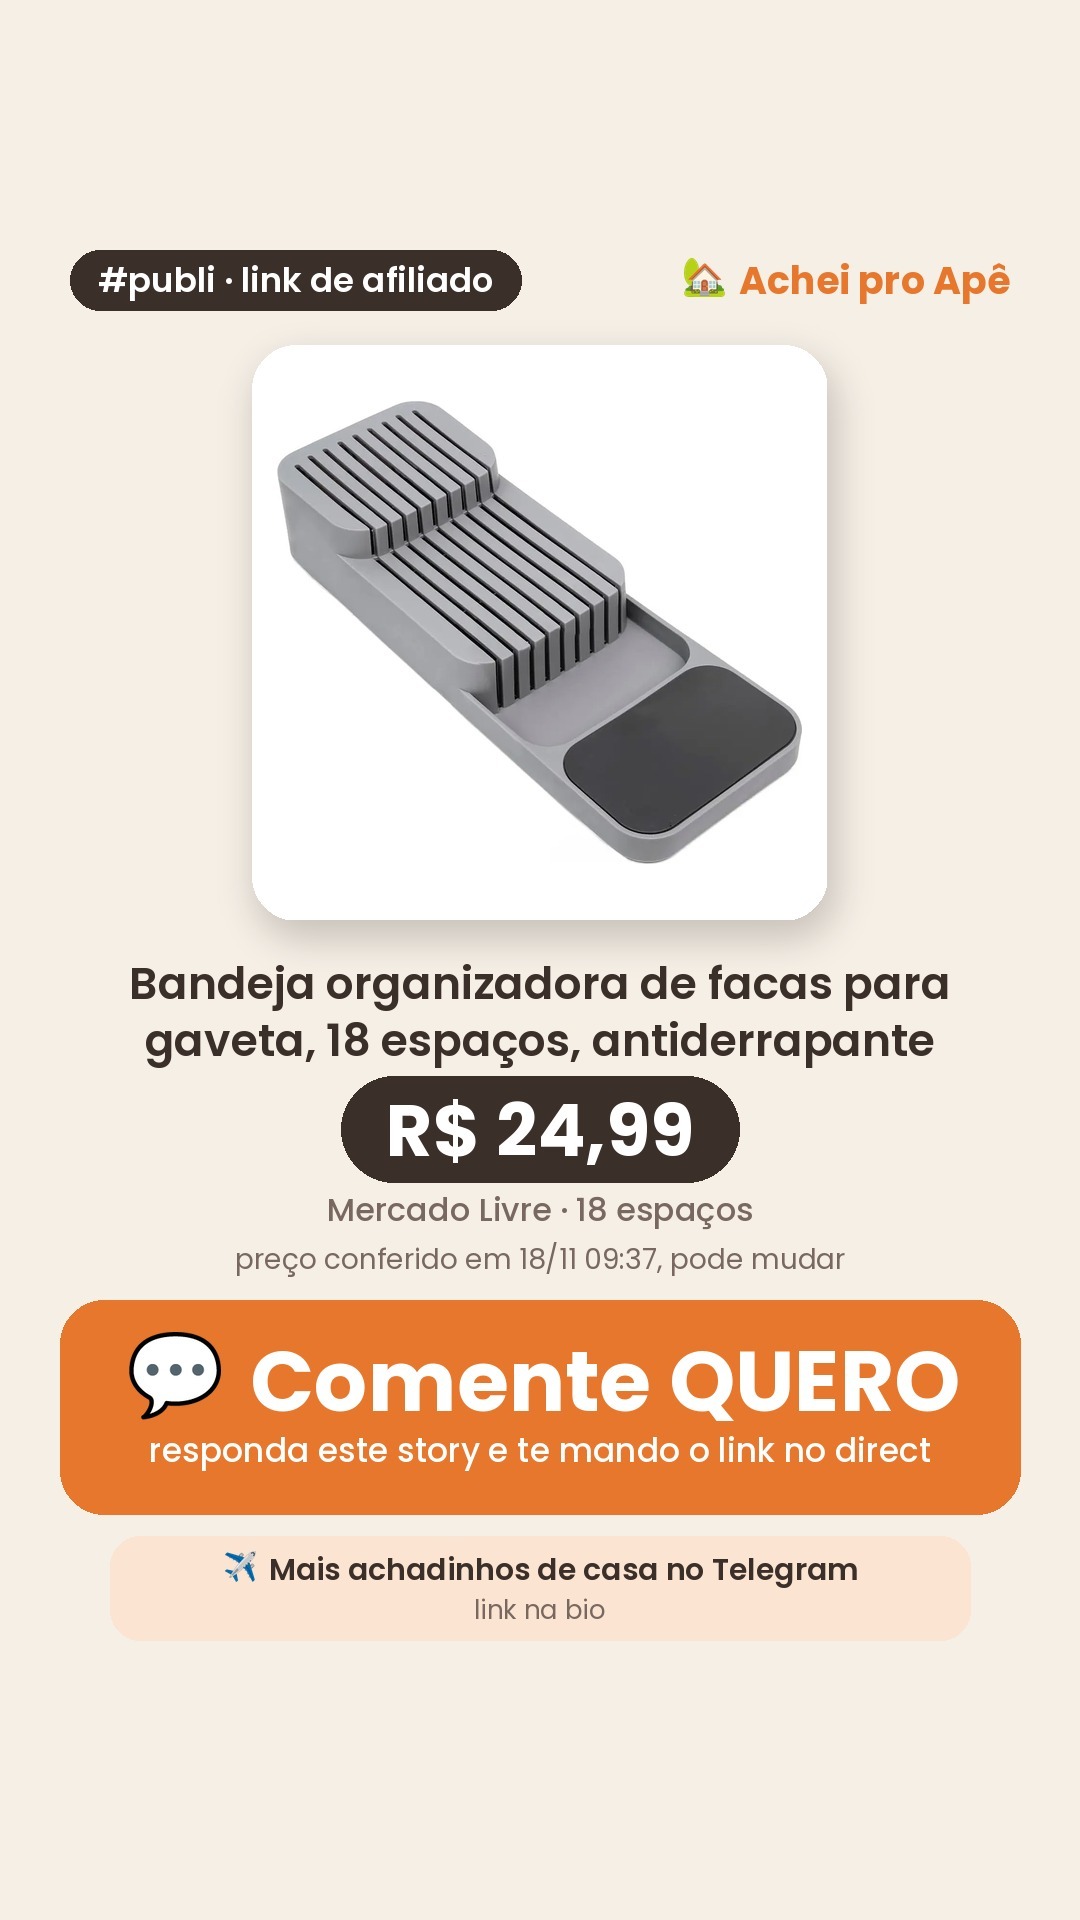 #publi · link de afiliado
🏡 Achei pro Apê
Bandeja organizadora de facas para
gaveta, 18 espaços, antiderrapante
R$ 24,99
Mercado Livre · 18 espaços
preço conferido em 18/11 09:37, pode mudar
💬 Comente QUERO
responda este story e te mando o link no direct
✈️ Mais achadinhos de casa no Telegram
link na bio